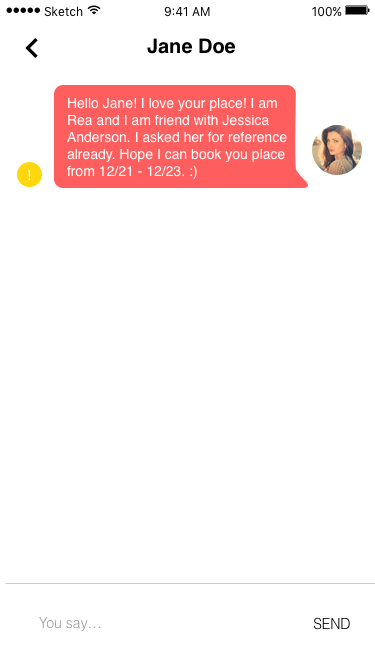 Sketch 9:41 AM 100%
Jane Doe
Hello Jane! I love your place! I am
Rea and I am friend with Jessica
Anderson. I asked her for reference
already. Hope I can book you place
from 12/21 - 12/23. :)
!
You say... SEND